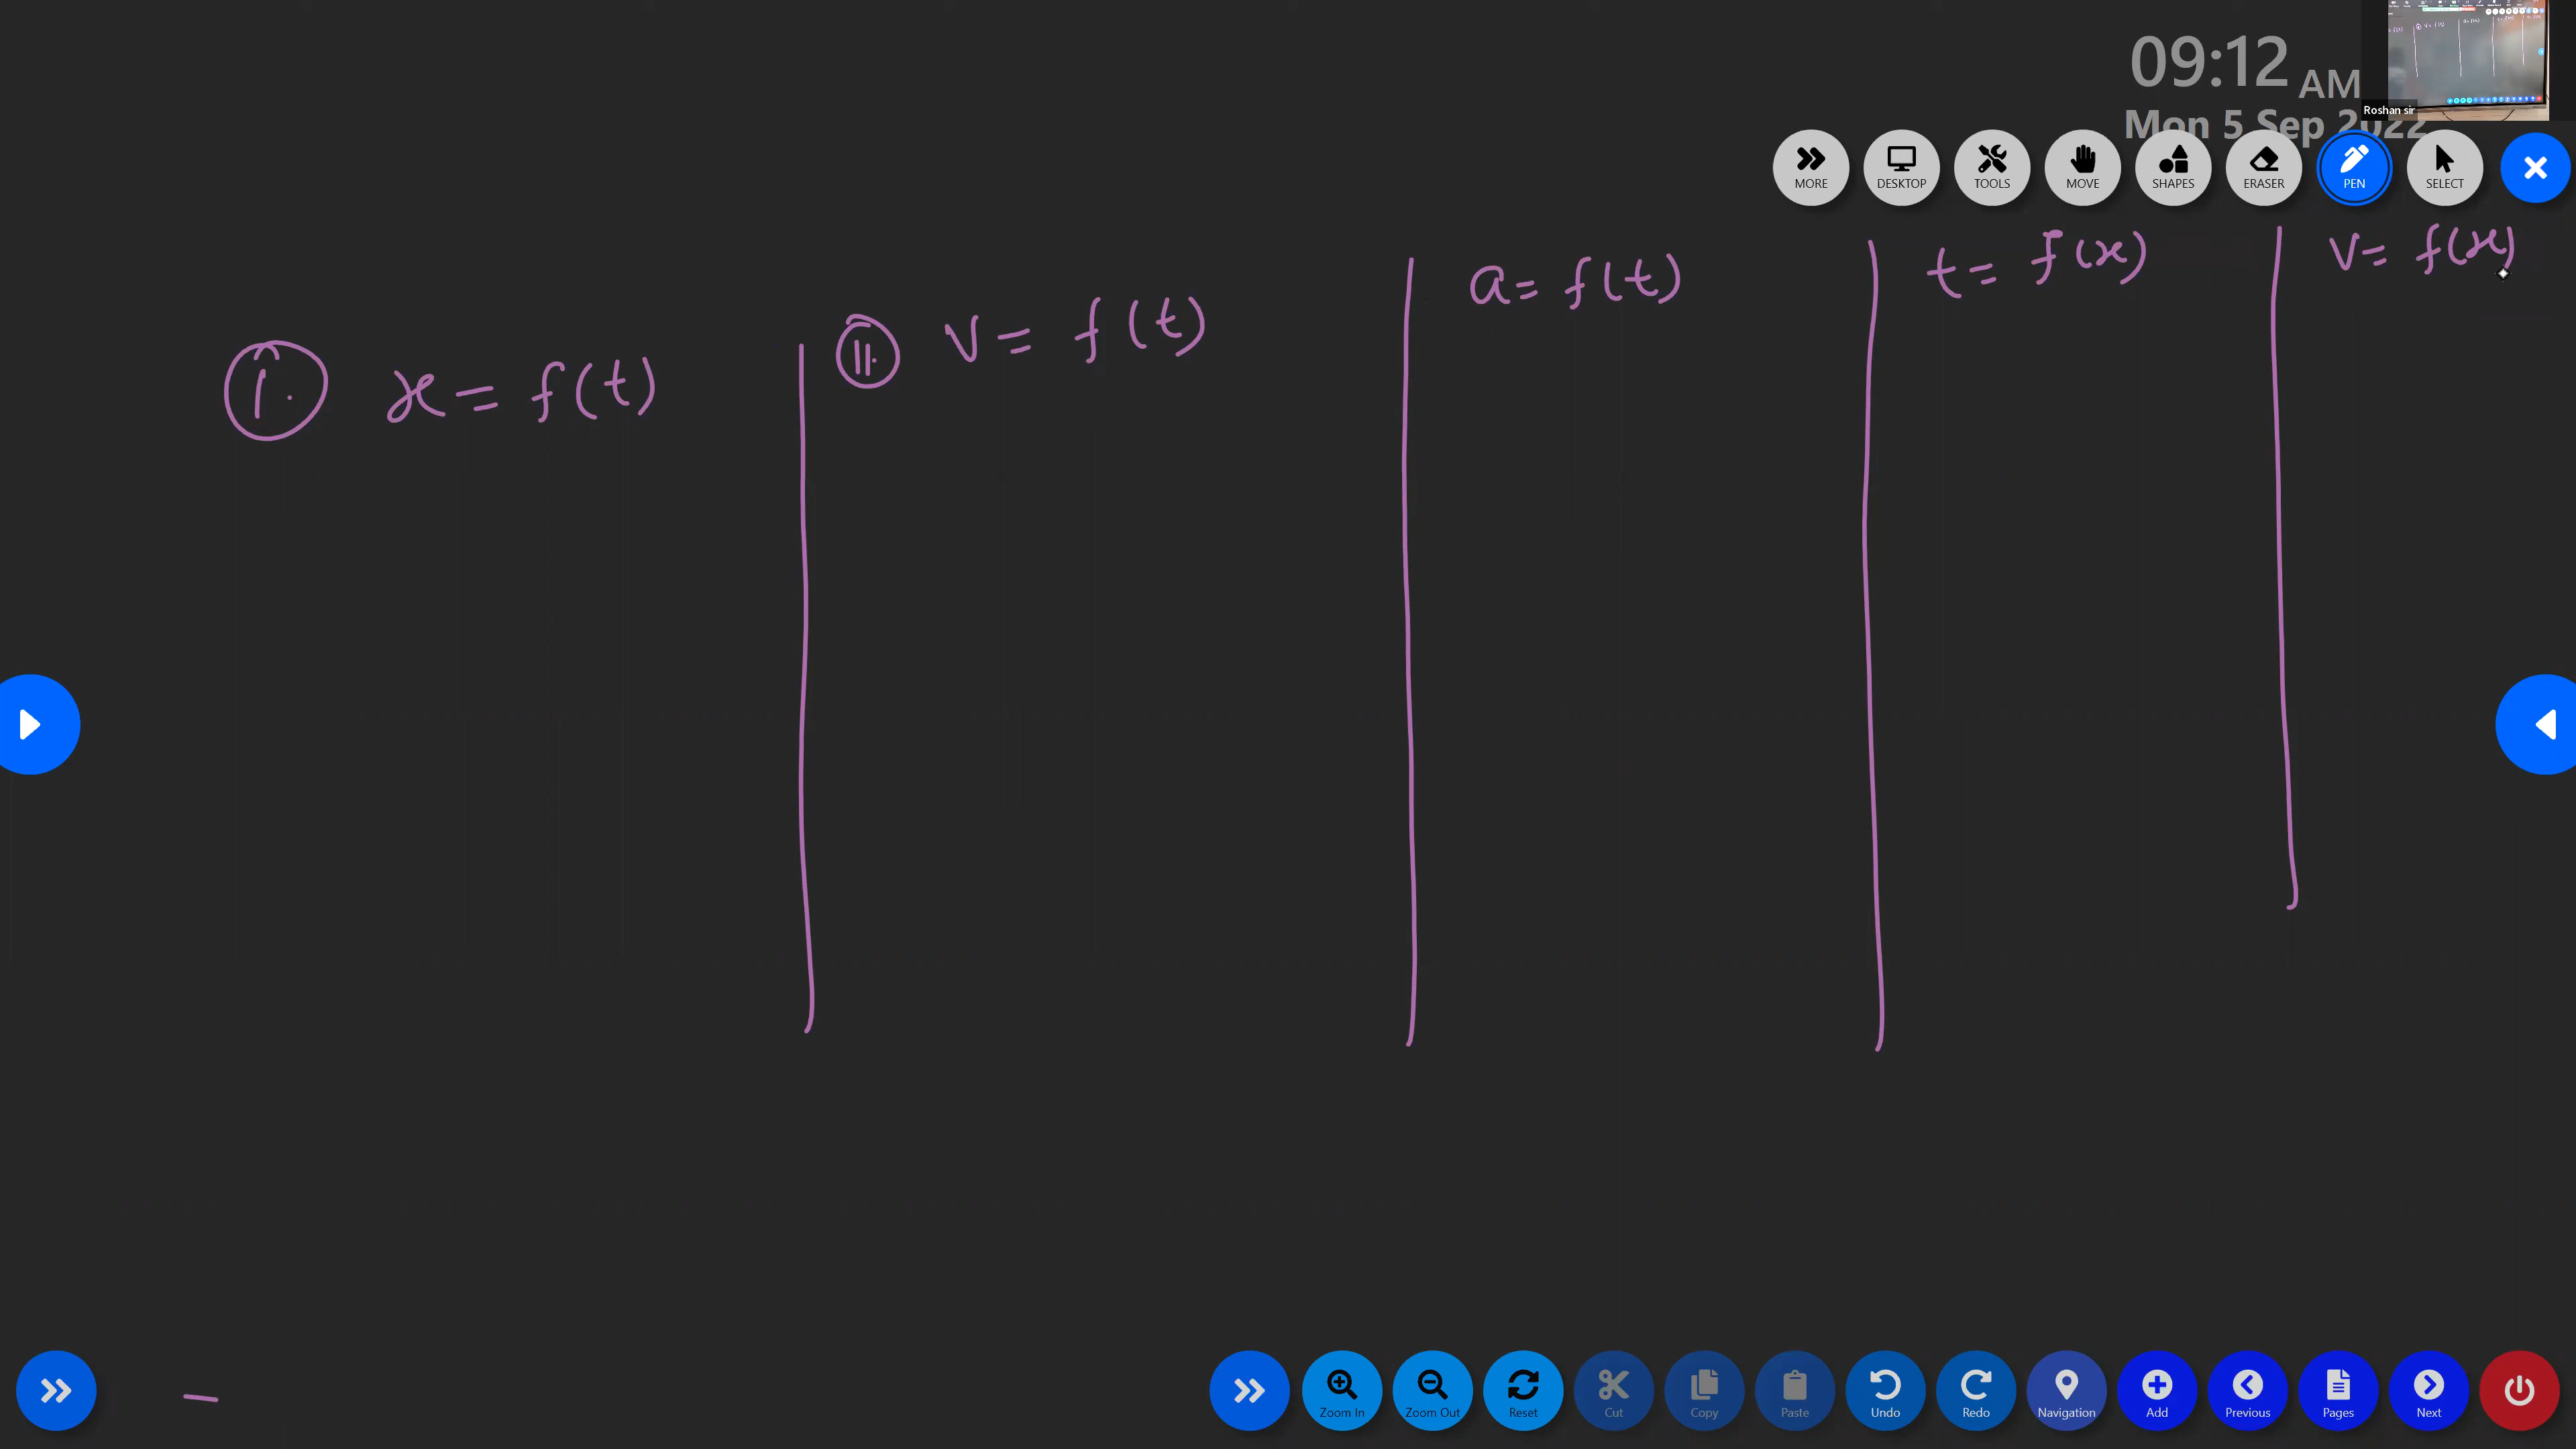 09:12 AM
Mon 5 Sep 2022
Roshan sir
MORE
DESKTOP
TOOLS
MOVE
SHAPES
ERASER
PEN
SELECT
i. x = f(t)
ii. v = f(t)
a = f(t)
t = f(x)
v = f(x)
Zoom In
Zoom Out
Reset
Cut
Copy
Paste
Undo
Redo
Navigation
Add
Previous
Pages
Next